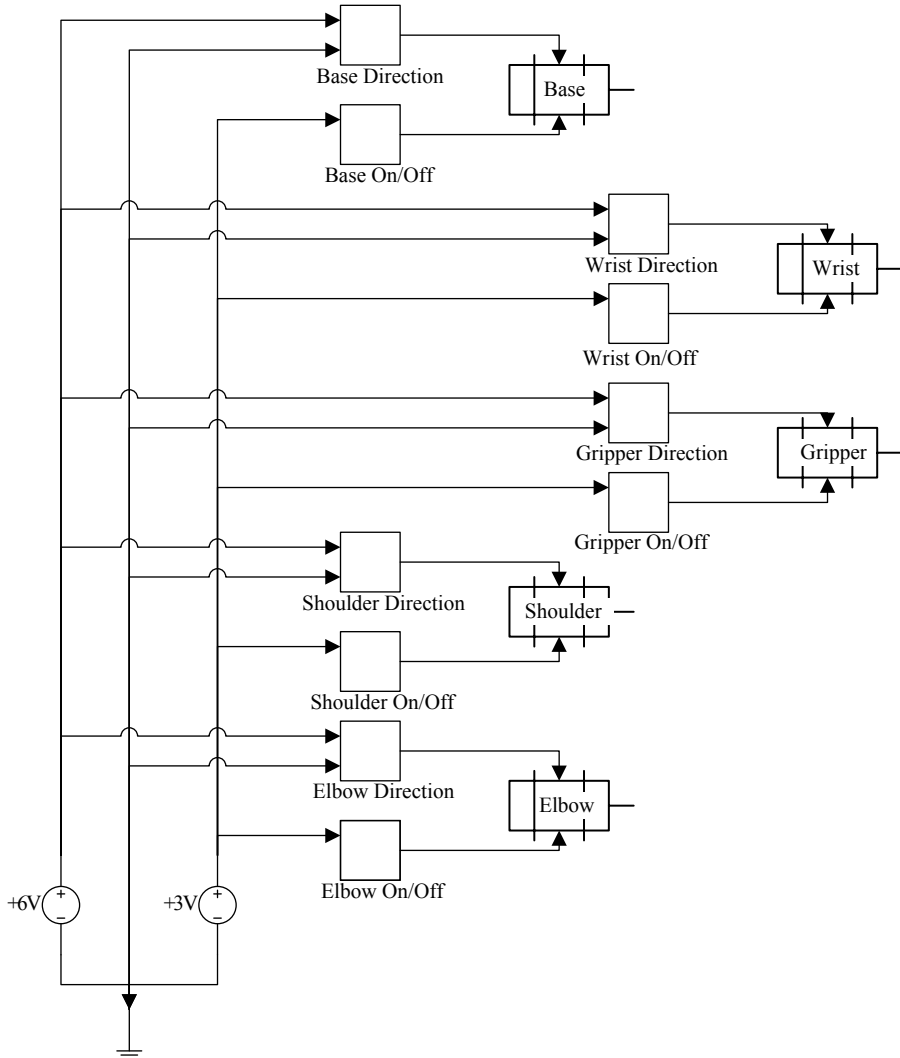 Base Direction
Base
Base On/Off
Wrist Direction
Wrist
Wrist On/Off
Gripper Direction
Gripper
Gripper On/Off
Shoulder Direction
Shoulder
Shoulder On/Off
Elbow Direction
Elbow
Elbow On/Off
+6V
+
−
+3V
+
−